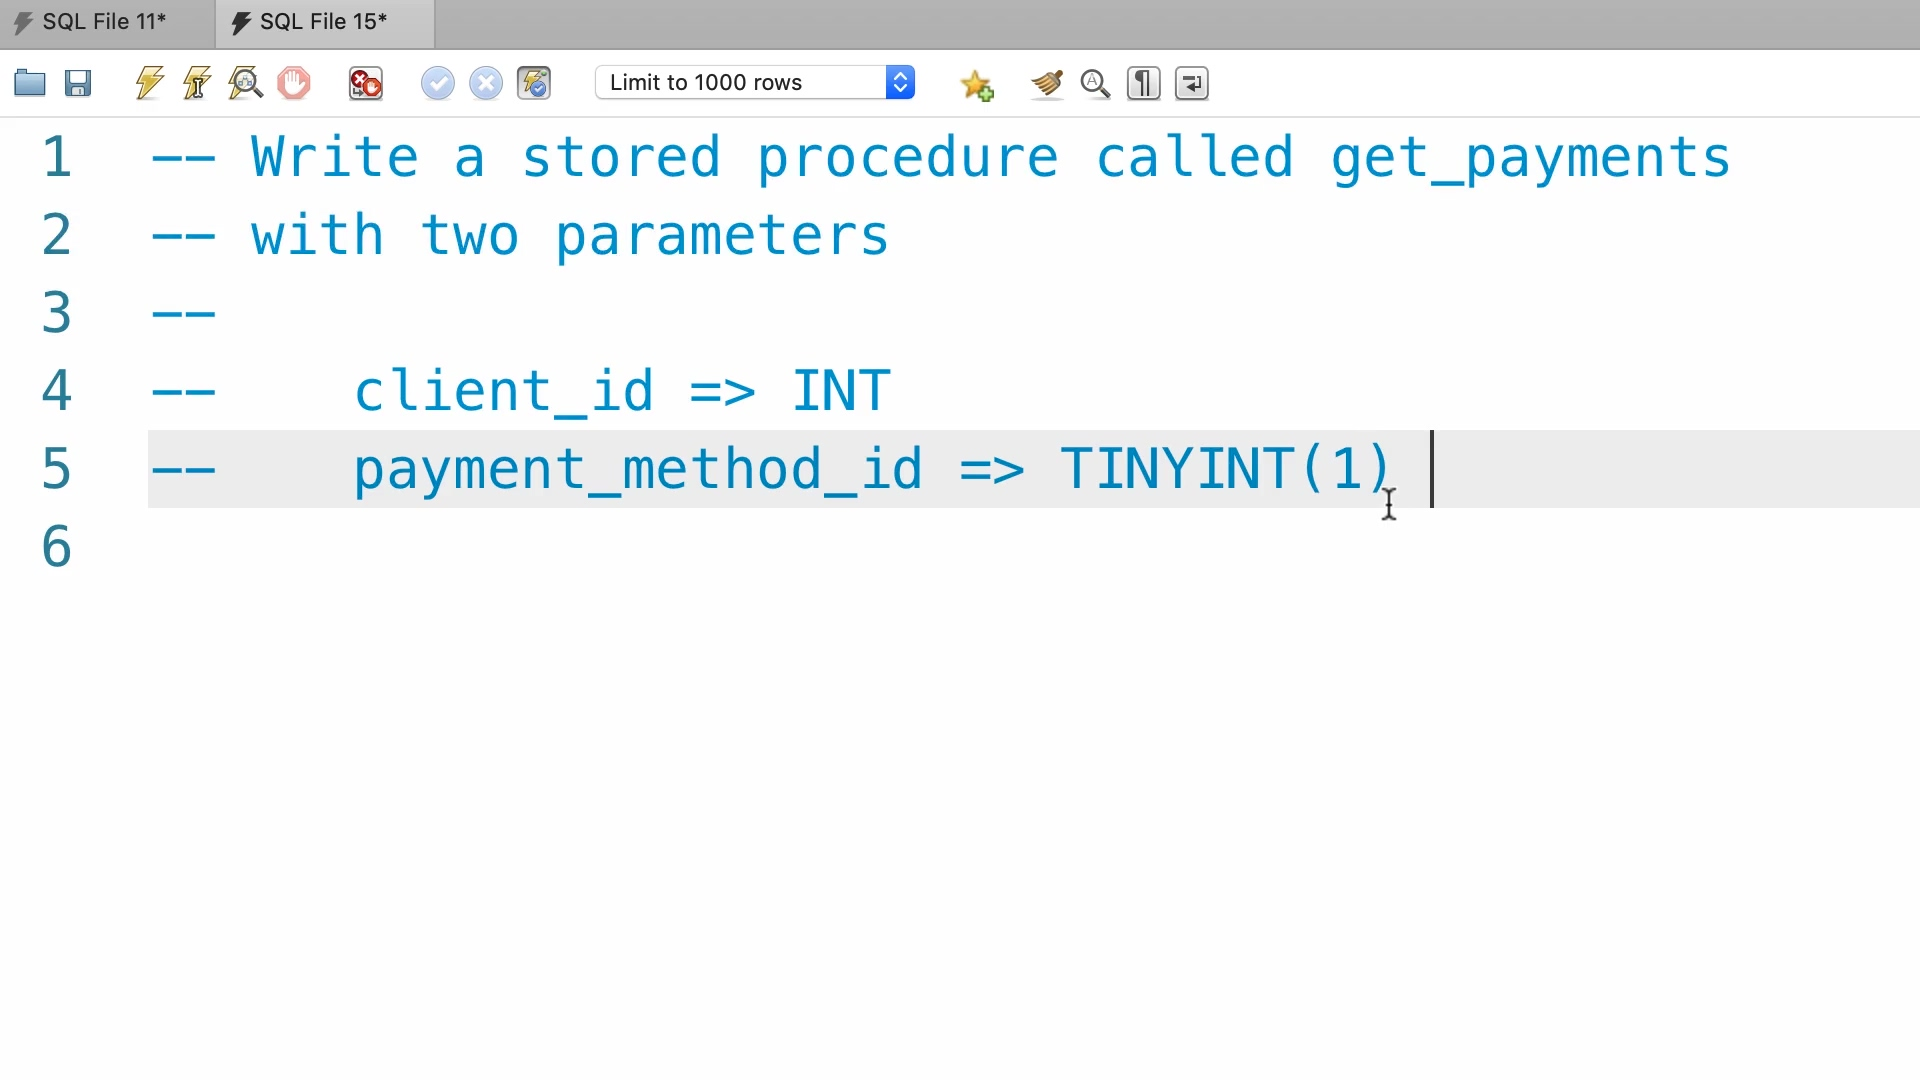 SQL File 11*
SQL File 15*
Limit to 1000 rows
1 -- Write a stored procedure called get_payments
2 -- with two parameters
3 --
4 --    client_id => INT
5 --    payment_method_id => TINYINT(1)
6